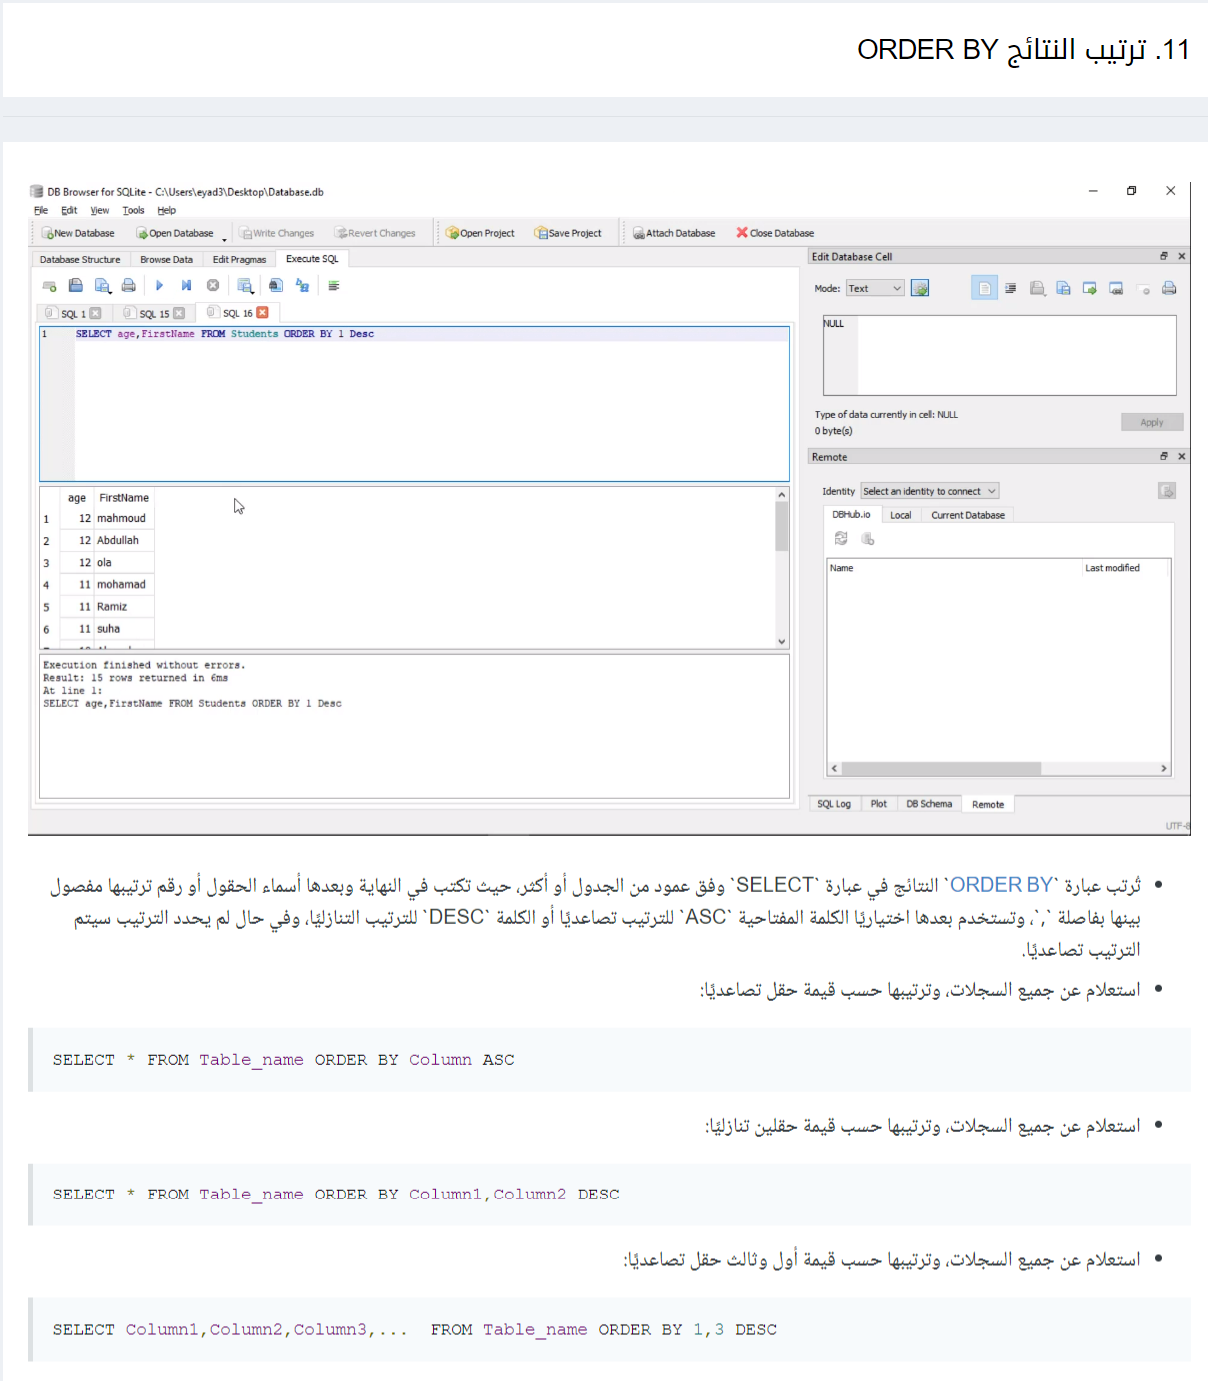 11. ترتيب النتائج ORDER BY
DB Browser for SQLite - C:\Users\eyad3\Desktop\Database.db
File Edit View Tools Help
New Database Open Database Write Changes Revert Changes Open Project Save Project Attach Database Close Database
Database Structure Browse Data Edit Pragmas Execute SQL
SQL 1 SQL 15 SQL 16
1 SELECT age,FirstName FROM Students ORDER BY 1 Desc
age FirstName
1 12 mahmoud
2 12 Abdullah
3 12 ola
4 11 mohamad
5 11 Ramiz
6 11 suha
Execution finished without errors.
Result: 15 rows returned in 6ms
At line 1:
SELECT age,FirstName FROM Students ORDER BY 1 Desc
Edit Database Cell
Mode: Text
NULL
Type of data currently in cell: NULL
0 byte(s)
Apply
Remote
Identity Select an identity to connect
DBHub.io Local Current Database
Name Last modified
SQL Log Plot DB Schema Remote
UTF-8
• تُرتب عبارة `ORDER BY` النتائج في عبارة `SELECT` وفق عمود من الجدول أو أكثر، حيث تكتب في النهاية وبعدها أسماء الحقول أو رقم ترتيبها مفصول
بينها بفاصلة `,`، وتستخدم بعدها اختياريًا الكلمة المفتاحية `ASC` للترتيب تصاعديًا أو الكلمة `DESC` للترتيب التنازليًا، وفي حال لم يحدد الترتيب سيتم
الترتيب تصاعديًا.
• استعلام عن جميع السجلات، وترتيبها حسب قيمة حقل تصاعديًا:
SELECT * FROM Table_name ORDER BY Column ASC
• استعلام عن جميع السجلات، وترتيبها حسب قيمة حقلين تنازليًا:
SELECT * FROM Table_name ORDER BY Column1,Column2 DESC
• استعلام عن جميع السجلات، وترتيبها حسب قيمة أول وثالث حقل تصاعديًا:
SELECT Column1,Column2,Column3,... FROM Table_name ORDER BY 1,3 DESC